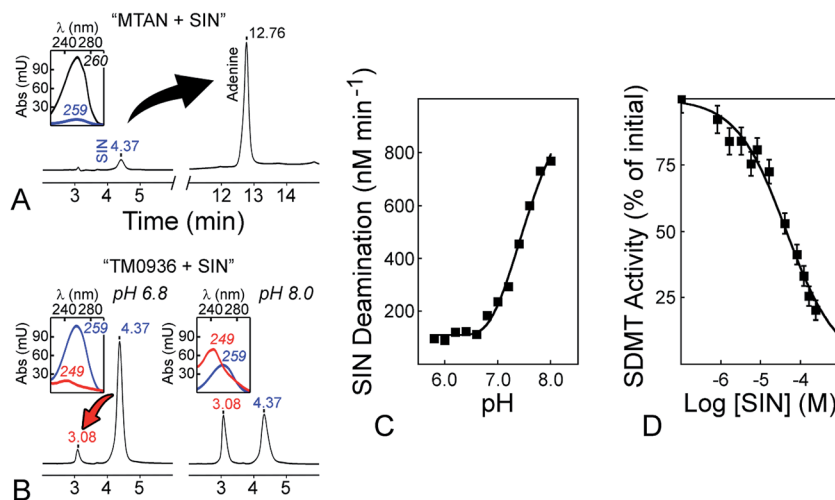 "MTAN + SIN"
λ (nm)
240 280
Abs (mU)
90
60
30
260
259
SIN 4.37
Adenine
12.76
3 4 5 12 13 14
A
Time (min)
"TM0936 + SIN"
λ (nm) pH 6.8
240 280
Abs (mU)
90
60
30
259
249
4.37
3.08
3 4 5
λ (nm) pH 8.0
240 280
90
60
30
249
259
3.08 4.37
3 4 5
B
SIN Deamination (nM min⁻¹)
800
600
400
200
6.0 7.0 8.0
pH
C
SDMT Activity (% of initial)
75
50
25
-6 -5 -4
Log [SIN] (M)
D